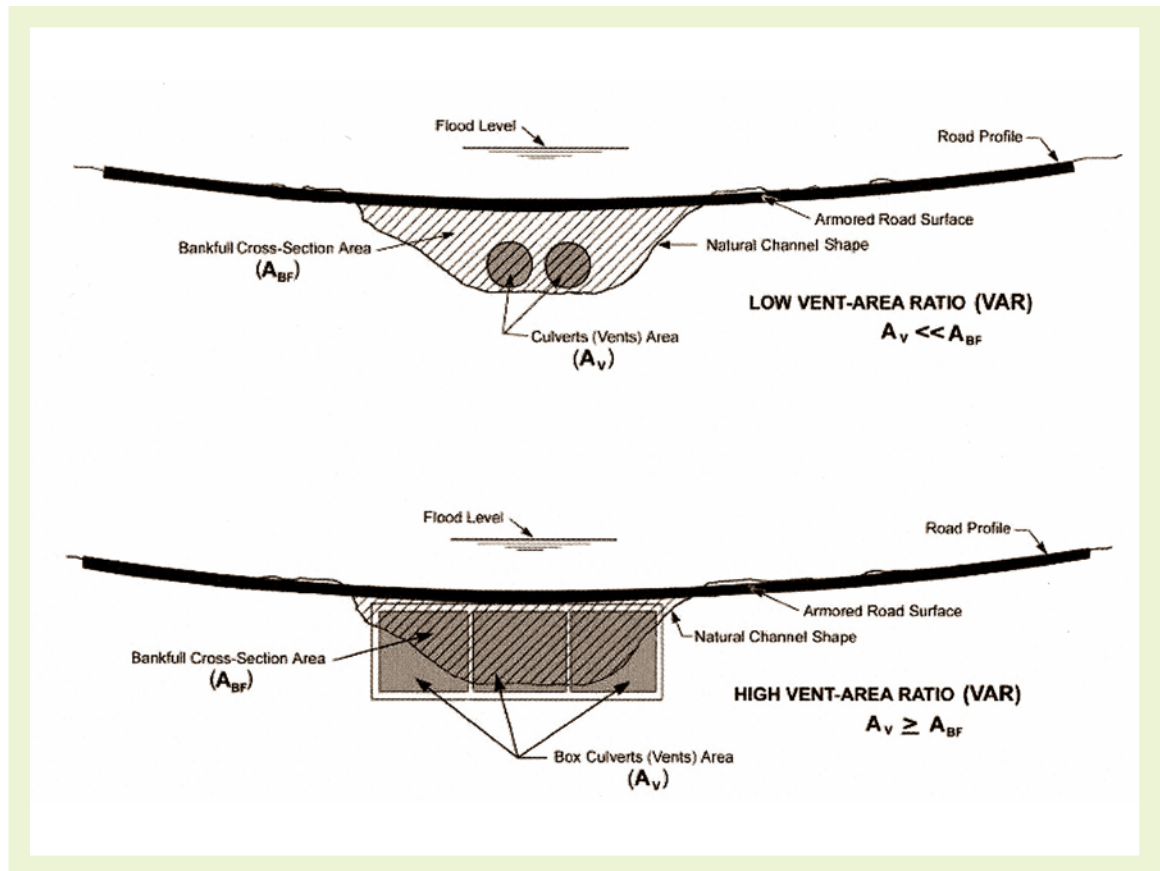 Flood Level
Road Profile
Armored Road Surface
Bankfull Cross-Section Area
(ABF)
Natural Channel Shape
LOW VENT-AREA RATIO (VAR)
AV << ABF
Culverts (Vents) Area
(AV)
Flood Level
Road Profile
Armored Road Surface
Natural Channel Shape
Bankfull Cross-Section Area
(ABF)
HIGH VENT-AREA RATIO (VAR)
AV ≥ ABF
Box Culverts (Vents) Area
(AV)